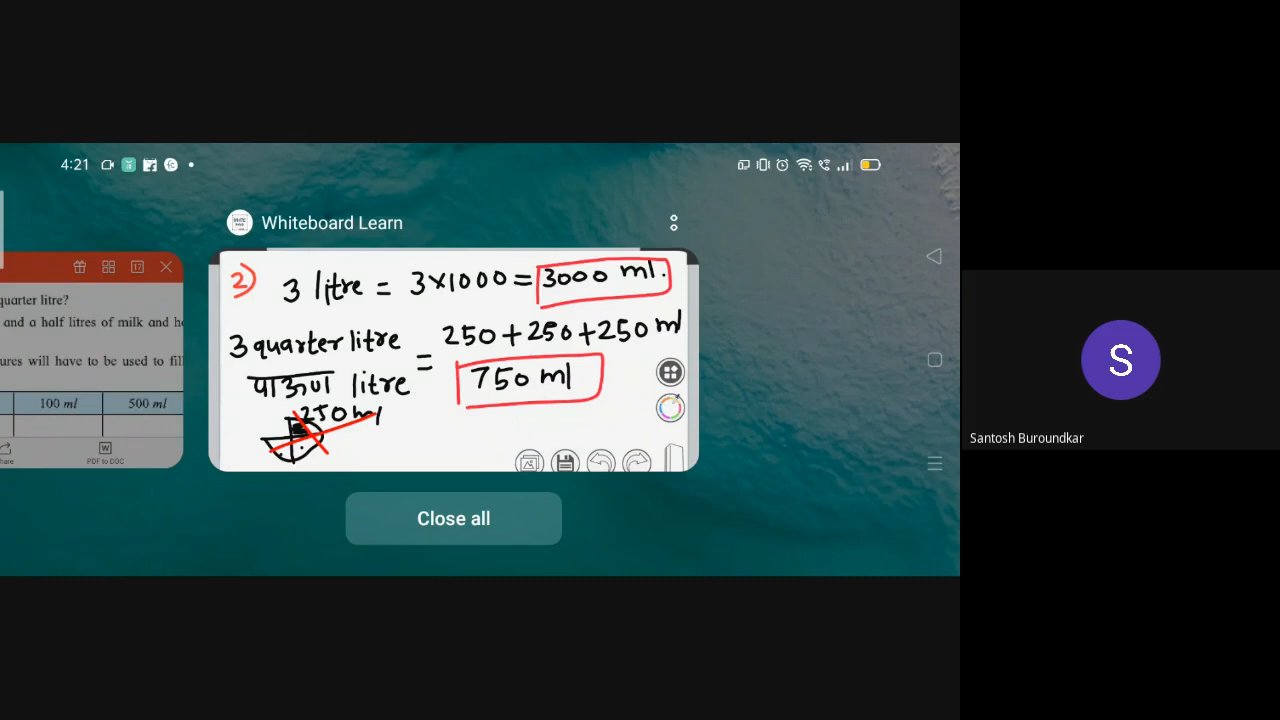 4:21
Whiteboard Learn
quarter litre?
and a half litres of milk and h
ures will have to be used to fill
100 ml 500 ml
hare
PDF to DOC
2) 3 litre = 3×1000 = 3000 ml.
3 quarter litre = 250 + 250 + 250 ml
पाऊण litre 750 ml
250 ml
Close all
S
Santosh Buroundkar